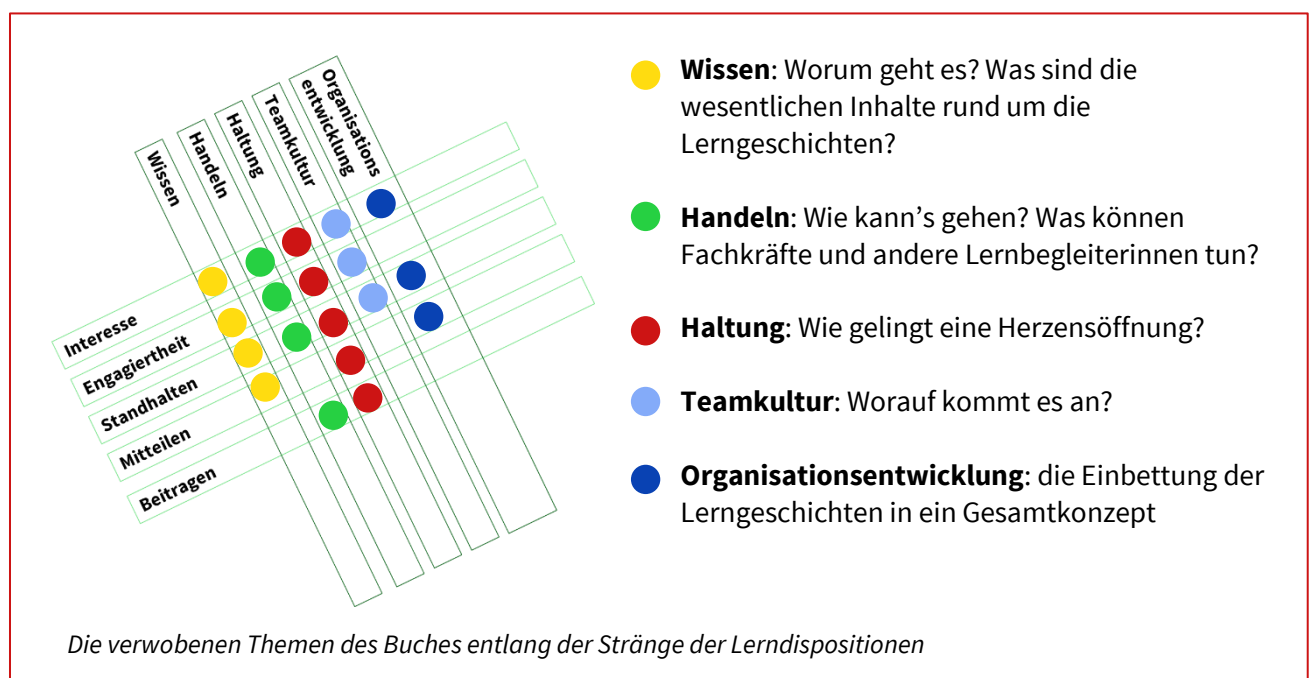 Wissen
Handeln
Haltung
Teamkultur
Organisations
entwicklung
Interesse
Engagiertheit
Standhalten
Mitteilen
Beitragen
Wissen: Worum geht es? Was sind die
wesentlichen Inhalte rund um die
Lerngeschichten?
Handeln: Wie kann’s gehen? Was können
Fachkräfte und andere Lernbegleiterinnen tun?
Haltung: Wie gelingt eine Herzensöffnung?
Teamkultur: Worauf kommt es an?
Organisationsentwicklung: die Einbettung der
Lerngeschichten in ein Gesamtkonzept
Die verwobenen Themen des Buches entlang der Stränge der Lerndispositionen